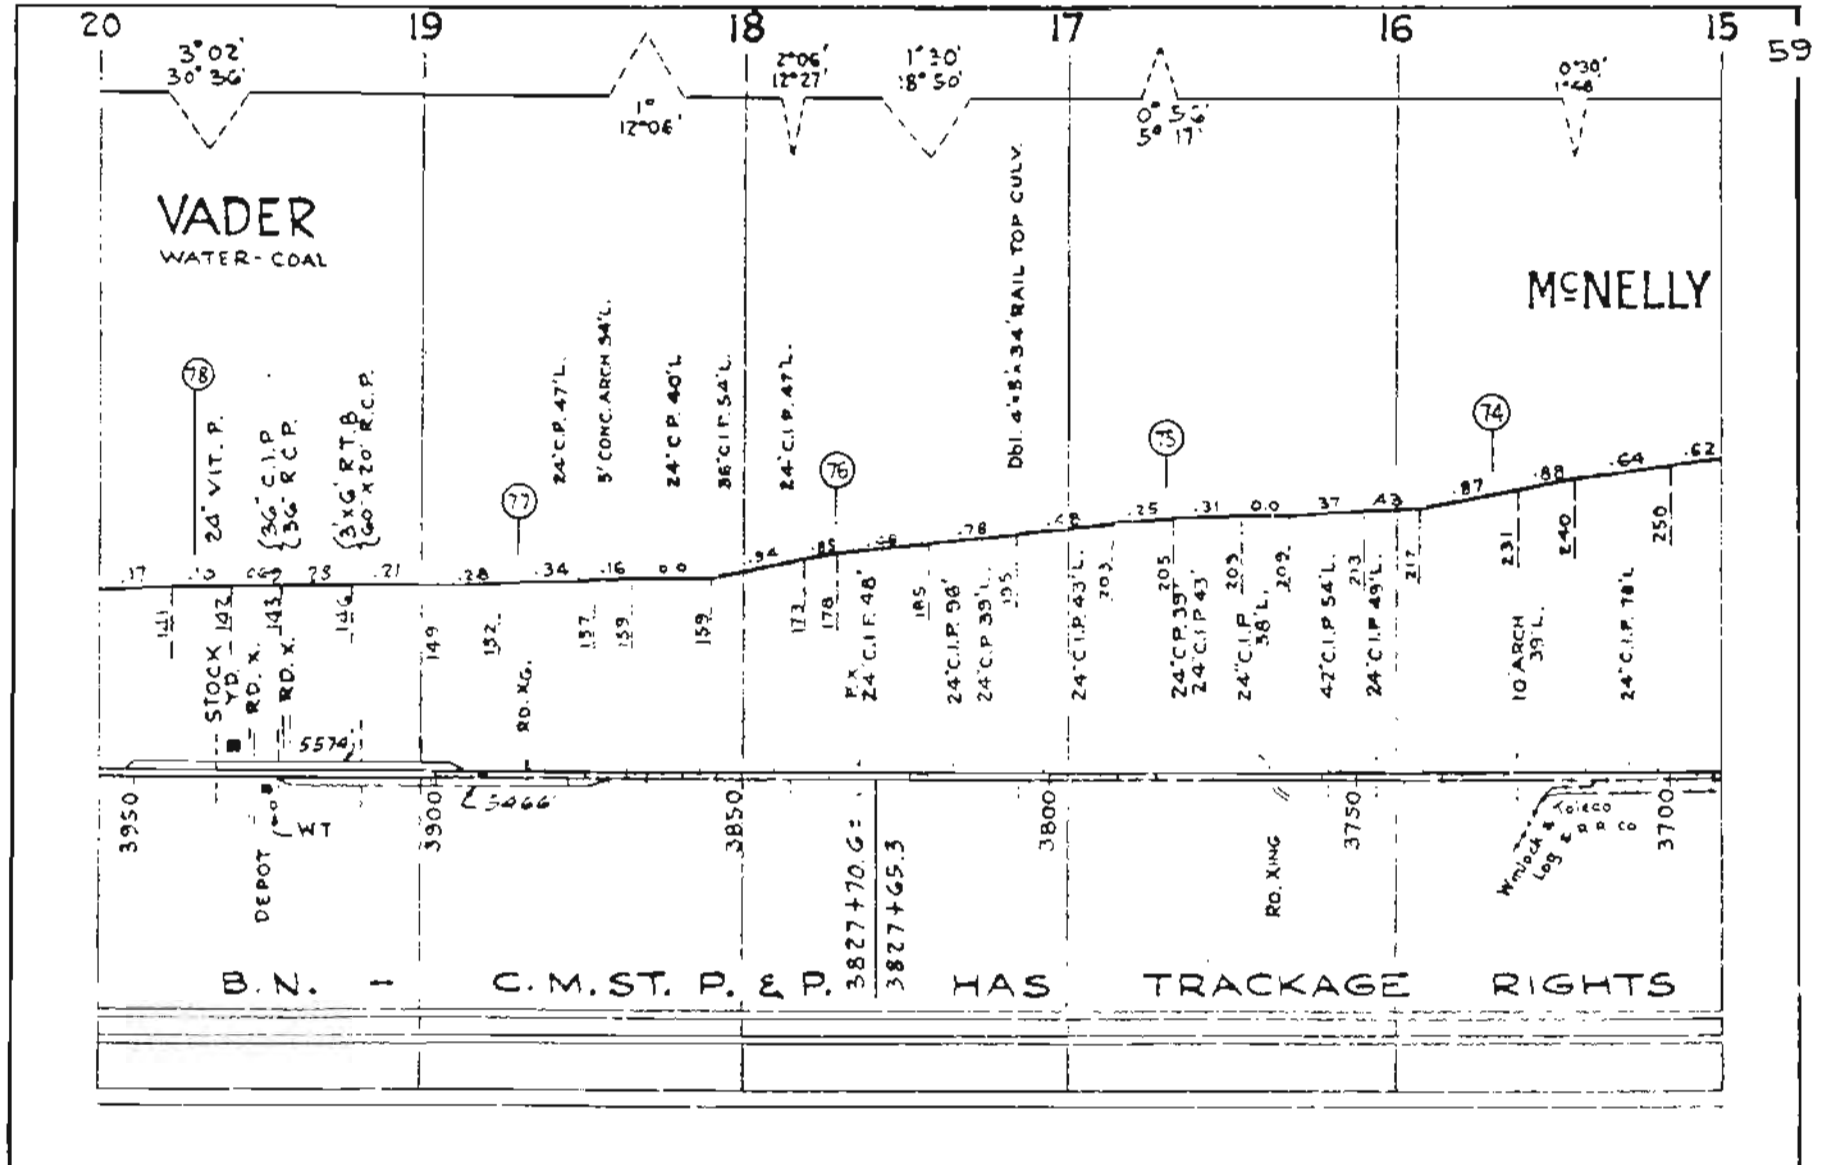 20 19 18 17 16 15
59
3° 02'
30° 36'
1°
12°06'
2°06'
12°27'
1° 30'
18° 50'
0° 56'
5° 17'
0°30'
VADER
WATER - COAL
McNELLY
78
77
76
74
24" VIT. P.
36" C.I.P.
36" R.C.P.
3'x6' R.T.B.
60" x 20' R.C.P.
24" C.P. 47' L.
5' CONC. ARCH 54' L.
24" C.P. 40' L.
36" C.I.P. 54' L.
24" C.I.P. 47' L.
Dbl. 4'x8'x34' RAIL TOP CULV.
.17 .21 .28 .34 .16 0.0 .94 .85 .78 .25 .31 0.0 .37 .43 .87 .88 .64 .62
141
142
143
146
149
152
157
159
159
173
178
185
195
203
205
209
209
213
217
231
240
250
STOCK
YD.
RD. X.
RD. X.
RD. XG.
24" C.I.P. 48'
24" C.I.P. 98'
24" C.P. 39' L.
24" C.I.P. 43' L.
24" C.P. 39'
24" C.I.P. 43'
24" C.I.P.
38' L.
42" C.I.P. 54' L.
24" C.I.P. 49' L.
10' ARCH
39' L.
24" C.I.P. 78' L.
5574'
3466'
3950
3900
3850
3800
3750
3700
DEPOT
WT
3827+70.6 =
3827+65.3
RD. XING
Winlock & Toledo
Log & R R Co
B.N. - C.M.ST. P. & P. HAS TRACKAGE RIGHTS